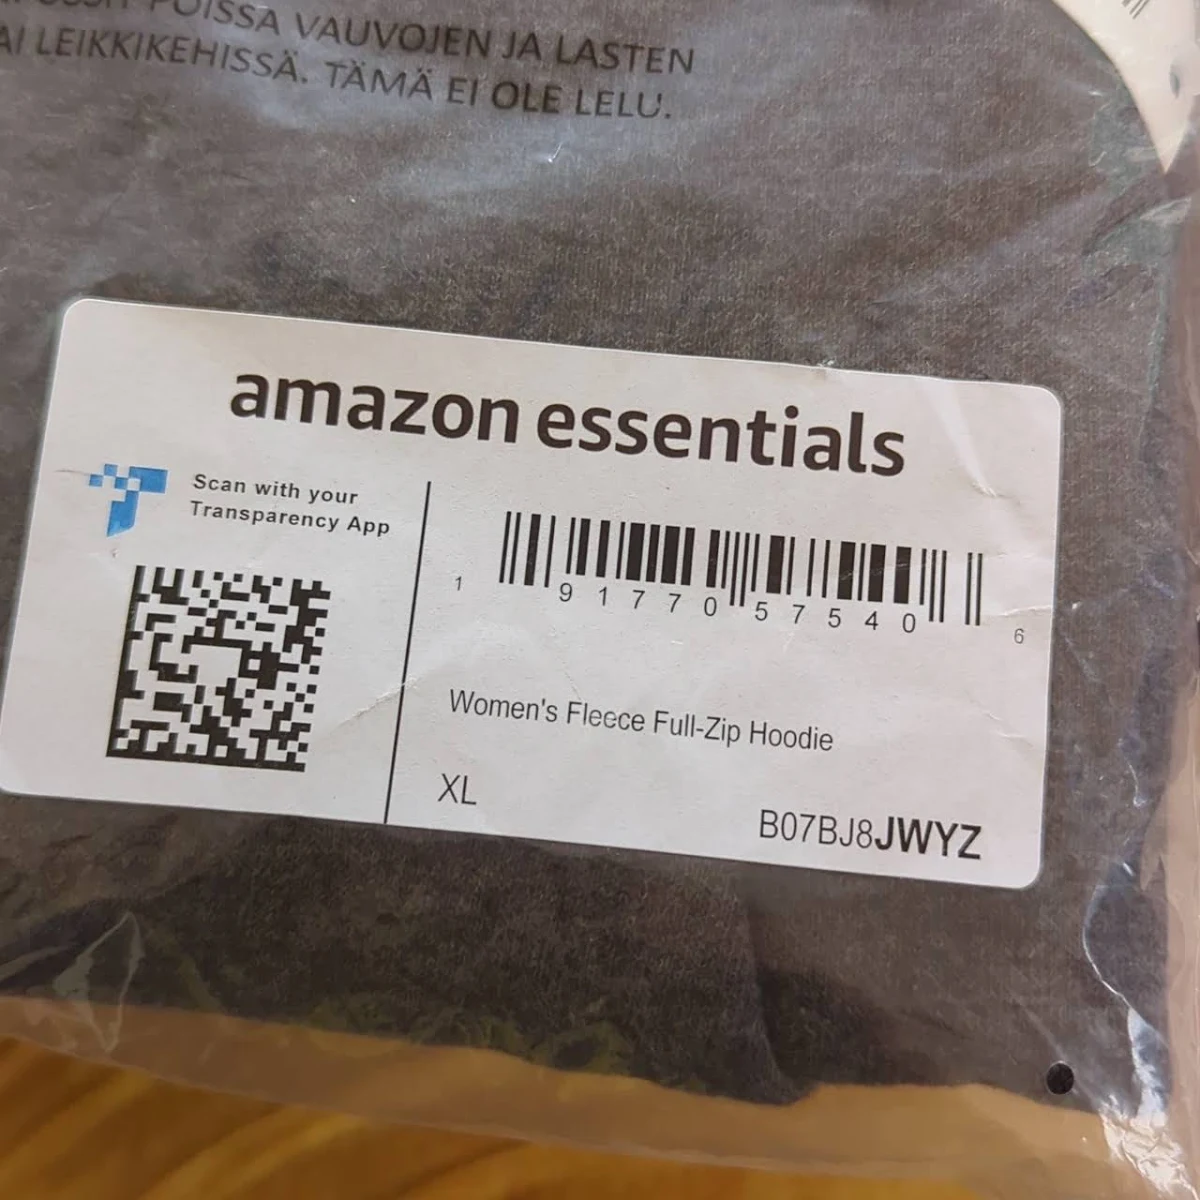 POISSA VAUVOJEN JA LASTEN
AI LEIKKIKEHISSÄ. TÄMÄ EI OLE LELU.
amazon essentials
Scan with your
Transparency App
1 91770 57540 6
Women's Fleece Full-Zip Hoodie
XL
B07BJ8JWYZ